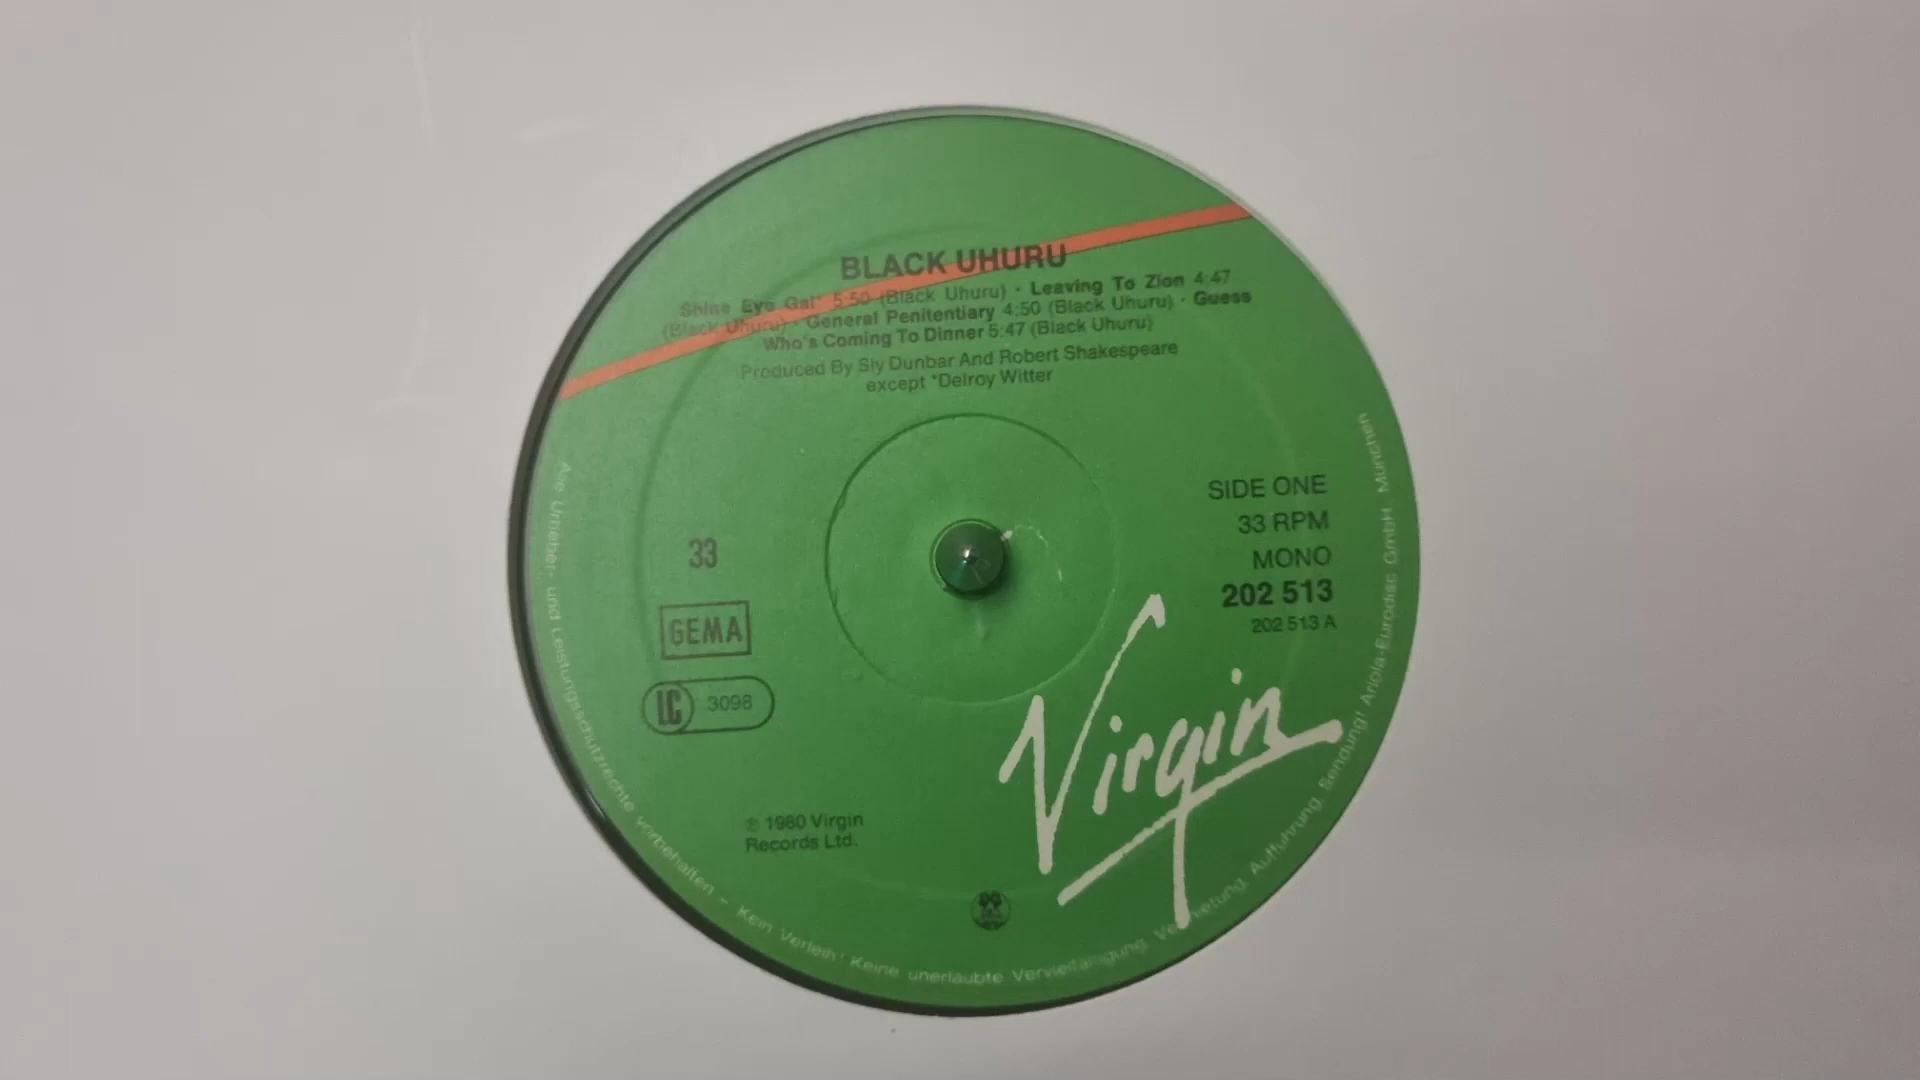 BLACK UHURU
Shine Eye Gal* 5:50 (Black Uhuru) · Leaving To Zion 4:47
(Black Uhuru) · General Penitentiary 4:50 (Black Uhuru) · Guess
Who's Coming To Dinner 5:47 (Black Uhuru)
Produced By Sly Dunbar And Robert Shakespeare
except *Delroy Witter
SIDE ONE
33 RPM
MONO
202 513
202 513 A
33
GEMA
LC 3098
Virgin
℗ 1980 Virgin
Records Ltd.
Alle Urheber- und Leistungsschutzrechte vorbehalten – Kein Verleih! Keine unerlaubte Vervielfältigung, Vermietung, Aufführung, Sendung! Ariola-Eurodisc GmbH, München